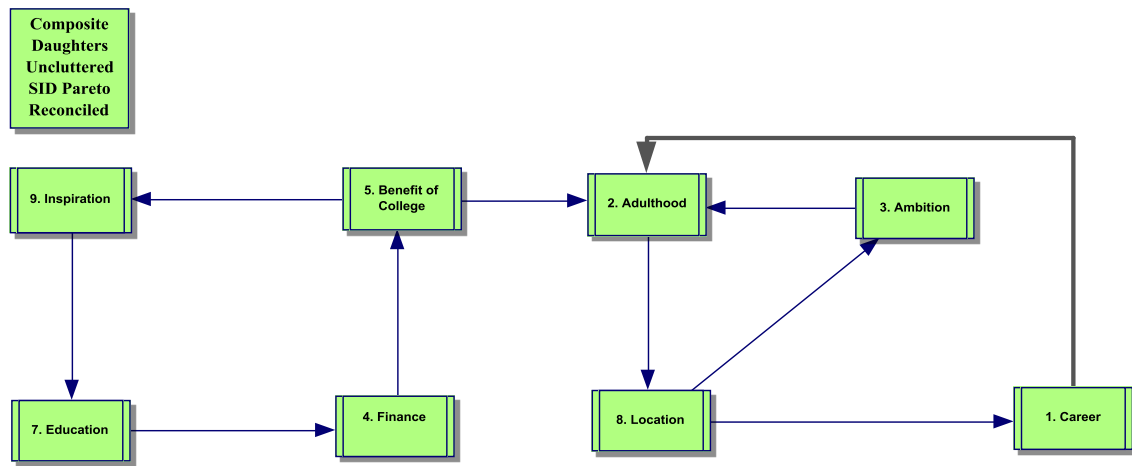 Composite
Daughters
Uncluttered
SID Pareto
Reconciled
9. Inspiration
5. Benefit of
College
2. Adulthood
3. Ambition
7. Education
4. Finance
8. Location
1. Career